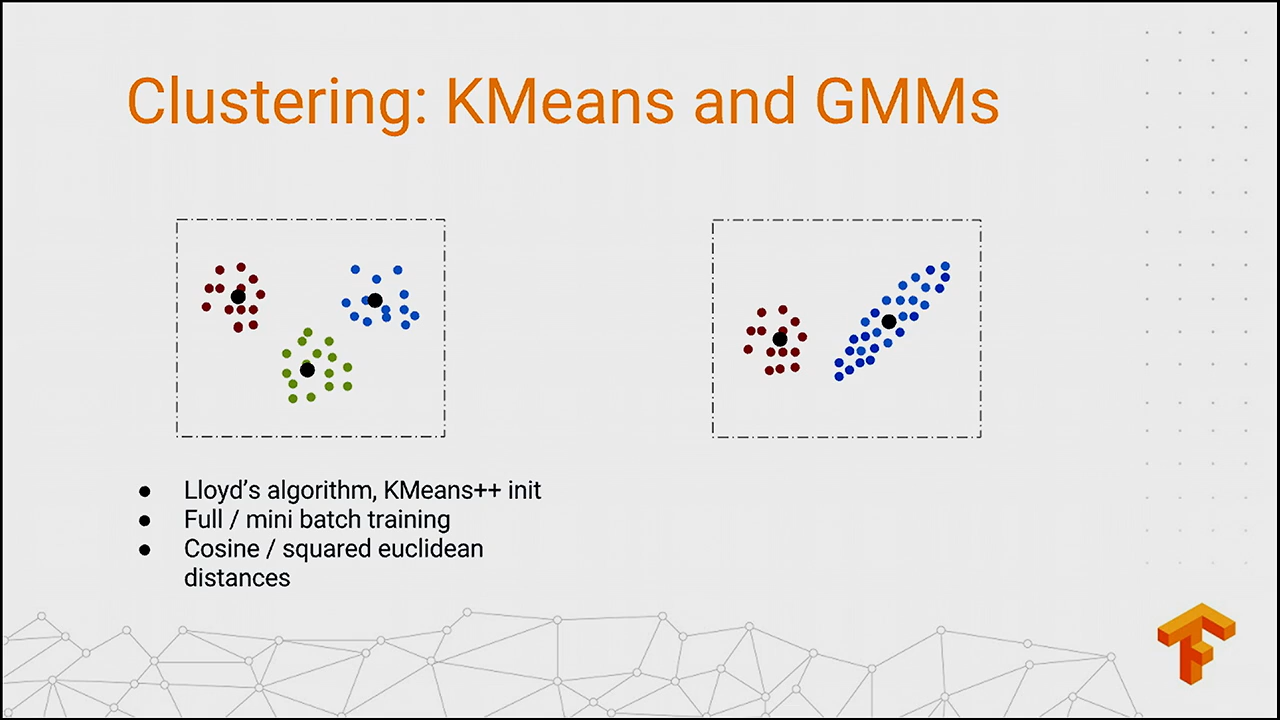 Clustering: KMeans and GMMs
● Lloyd’s algorithm, KMeans++ init
● Full / mini batch training
● Cosine / squared euclidean
distances